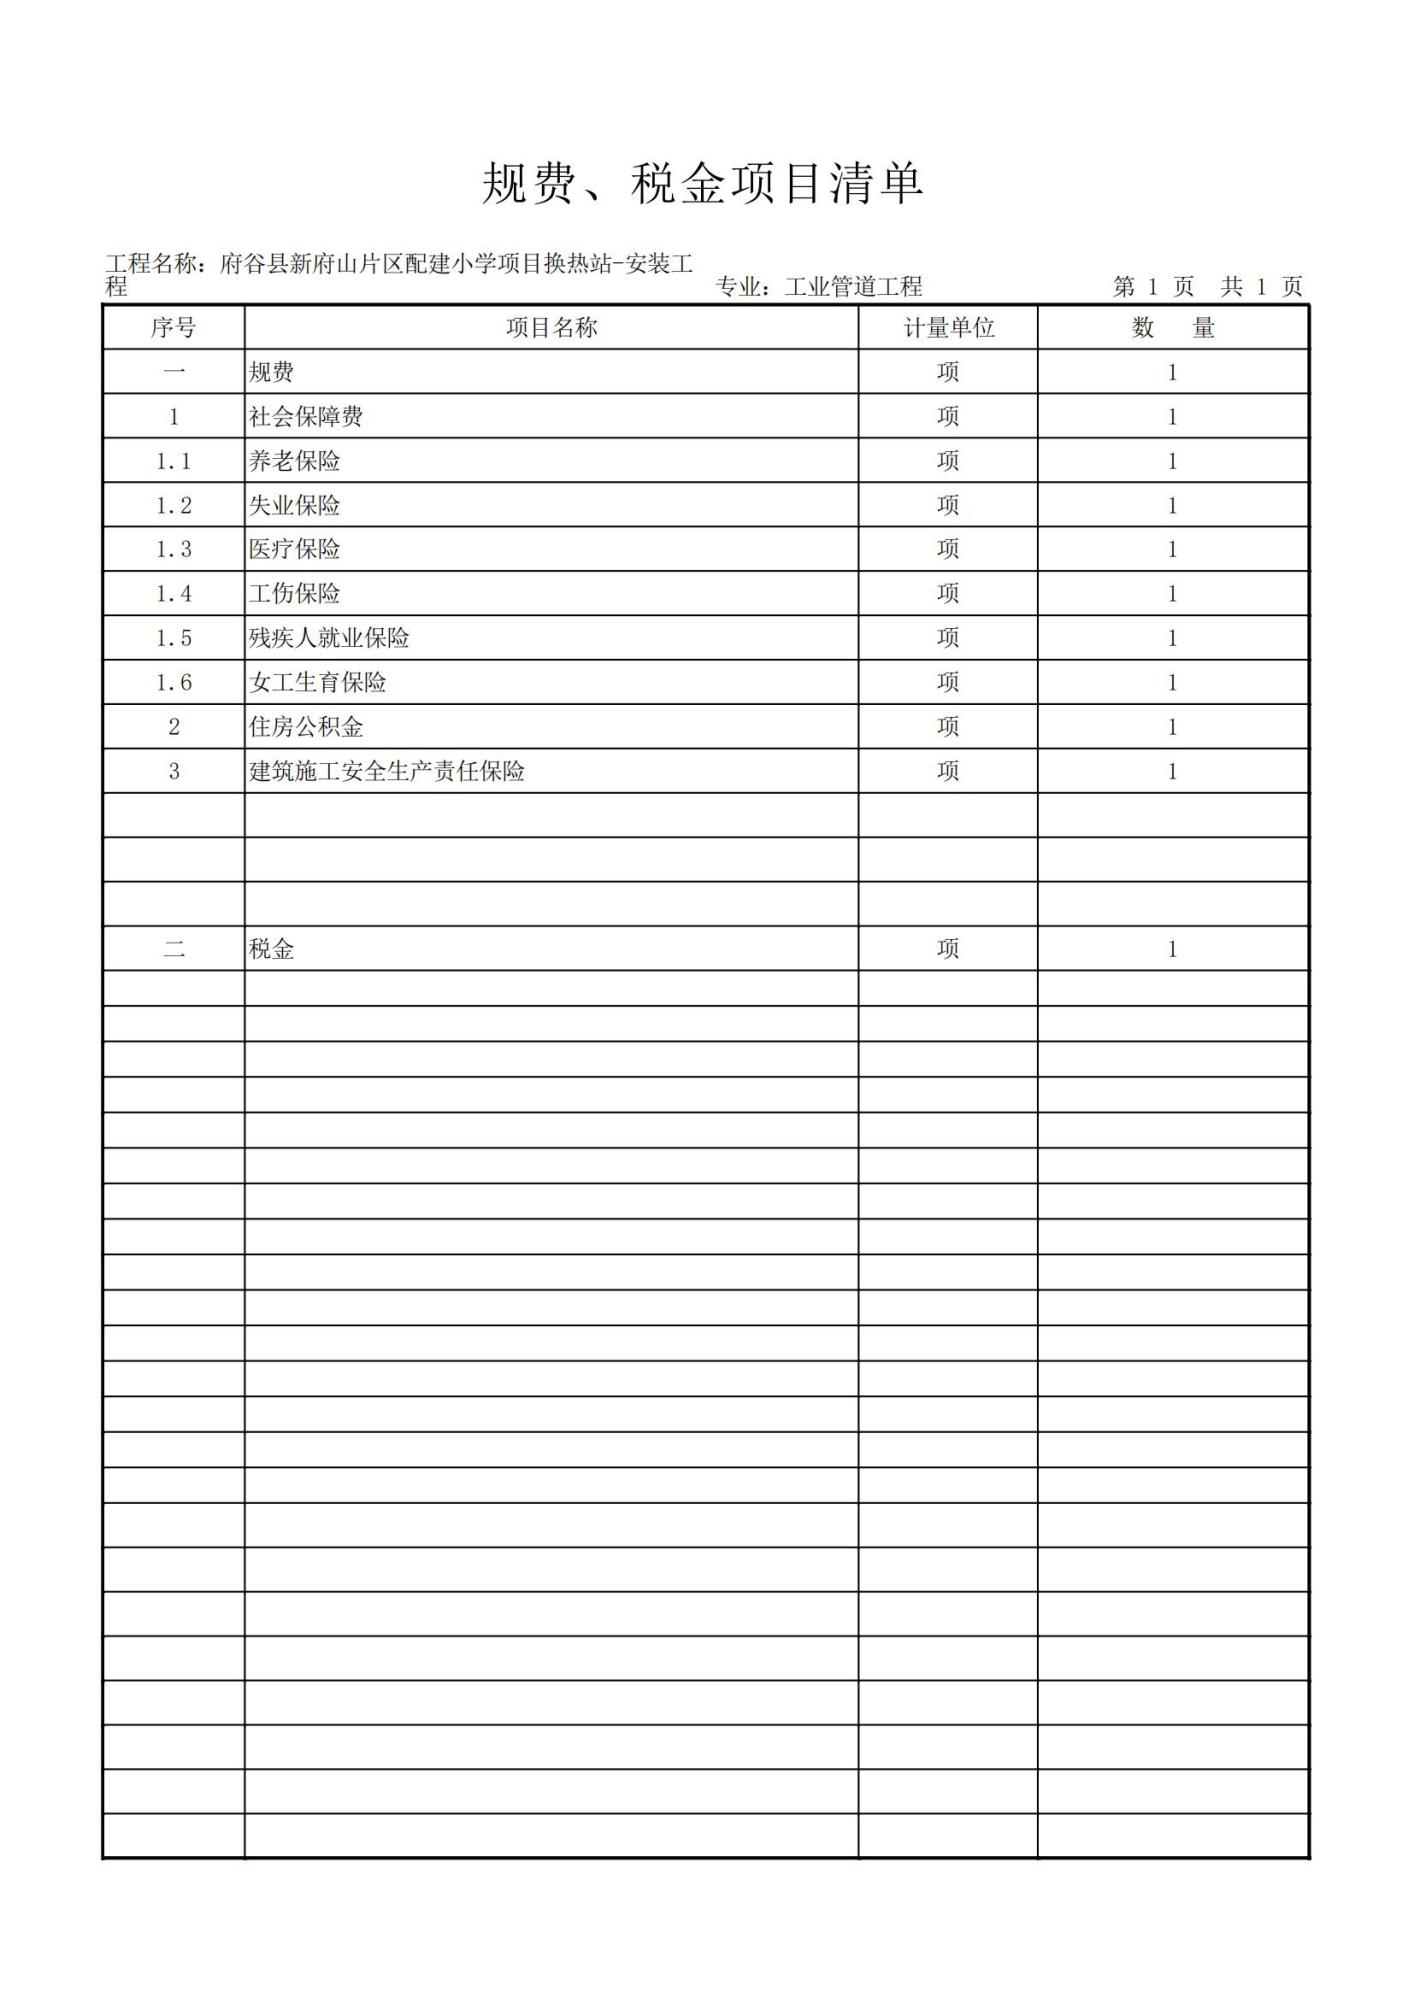 规费、税金项目清单
工程名称：府谷县新府山片区配建小学项目换热站-安装工
程 专业：工业管道工程 第 1 页 共 1 页
序号 项目名称 计量单位 数 量
一 规费 项 1
1 社会保障费 项 1
1.1 养老保险 项 1
1.2 失业保险 项 1
1.3 医疗保险 项 1
1.4 工伤保险 项 1
1.5 残疾人就业保险 项 1
1.6 女工生育保险 项 1
2 住房公积金 项 1
3 建筑施工安全生产责任保险 项 1
二 税金 项 1